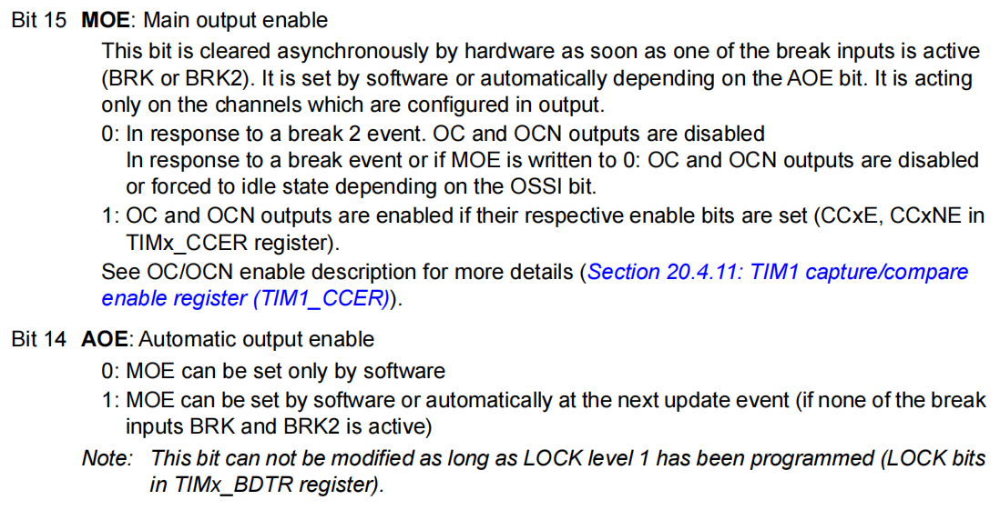 Bit 15 MOE: Main output enable
This bit is cleared asynchronously by hardware as soon as one of the break inputs is active
(BRK or BRK2). It is set by software or automatically depending on the AOE bit. It is acting
only on the channels which are configured in output.
0: In response to a break 2 event. OC and OCN outputs are disabled
In response to a break event or if MOE is written to 0: OC and OCN outputs are disabled
or forced to idle state depending on the OSSI bit.
1: OC and OCN outputs are enabled if their respective enable bits are set (CCxE, CCxNE in
TIMx_CCER register).
See OC/OCN enable description for more details (Section 20.4.11: TIM1 capture/compare
enable register (TIM1_CCER)).
Bit 14 AOE: Automatic output enable
0: MOE can be set only by software
1: MOE can be set by software or automatically at the next update event (if none of the break
inputs BRK and BRK2 is active)
Note: This bit can not be modified as long as LOCK level 1 has been programmed (LOCK bits
in TIMx_BDTR register).